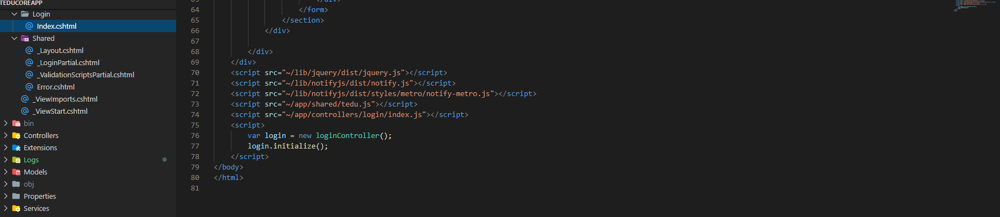 TEDUCOREAPP
Login
Index.cshtml
Shared
_Layout.cshtml
_LoginPartial.cshtml
_ValidationScriptsPartial.cshtml
Error.cshtml
_ViewImports.cshtml
_ViewStart.cshtml
bin
Controllers
Extensions
Logs
Models
obj
Properties
Services
63 </div>
64 </form>
65 </section>
66 </div>
67
68 </div>
69 </div>
70 <script src="~/lib/jquery/dist/jquery.js"></script>
71 <script src="~/lib/notifyjs/dist/notify.js"></script>
72 <script src="~/lib/notifyjs/dist/styles/metro/notify-metro.js"></script>
73 <script src="~/app/shared/tedu.js"></script>
74 <script src="~/app/controllers/login/index.js"></script>
75 <script>
76 var login = new loginController();
77 login.initialize();
78 </script>
79 </body>
80 </html>
81